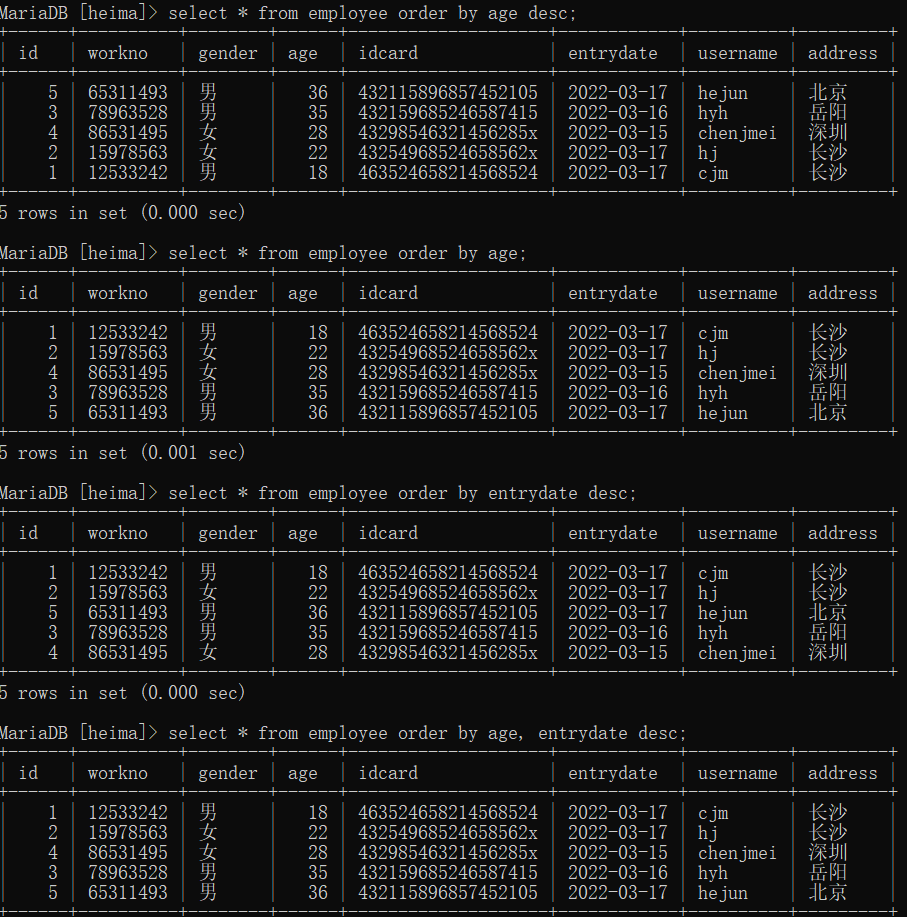 MariaDB [heima]> select * from employee order by age desc;
id | workno | gender | age | idcard | entrydate | username | address
5 | 65311493 | 男 | 36 | 432115896857452105 | 2022-03-17 | hejun | 北京
3 | 78963528 | 男 | 35 | 432159685246587415 | 2022-03-16 | hyh | 岳阳
4 | 86531495 | 女 | 28 | 43298546321456285x | 2022-03-15 | chenjmei | 深圳
2 | 15978563 | 女 | 22 | 43254968524658562x | 2022-03-17 | hj | 长沙
1 | 12533242 | 男 | 18 | 463524658214568524 | 2022-03-17 | cjm | 长沙
5 rows in set (0.000 sec)
MariaDB [heima]> select * from employee order by age;
id | workno | gender | age | idcard | entrydate | username | address
1 | 12533242 | 男 | 18 | 463524658214568524 | 2022-03-17 | cjm | 长沙
2 | 15978563 | 女 | 22 | 43254968524658562x | 2022-03-17 | hj | 长沙
4 | 86531495 | 女 | 28 | 43298546321456285x | 2022-03-15 | chenjmei | 深圳
3 | 78963528 | 男 | 35 | 432159685246587415 | 2022-03-16 | hyh | 岳阳
5 | 65311493 | 男 | 36 | 432115896857452105 | 2022-03-17 | hejun | 北京
5 rows in set (0.001 sec)
MariaDB [heima]> select * from employee order by entrydate desc;
id | workno | gender | age | idcard | entrydate | username | address
1 | 12533242 | 男 | 18 | 463524658214568524 | 2022-03-17 | cjm | 长沙
2 | 15978563 | 女 | 22 | 43254968524658562x | 2022-03-17 | hj | 长沙
5 | 65311493 | 男 | 36 | 432115896857452105 | 2022-03-17 | hejun | 北京
3 | 78963528 | 男 | 35 | 432159685246587415 | 2022-03-16 | hyh | 岳阳
4 | 86531495 | 女 | 28 | 43298546321456285x | 2022-03-15 | chenjmei | 深圳
5 rows in set (0.000 sec)
MariaDB [heima]> select * from employee order by age, entrydate desc;
id | workno | gender | age | idcard | entrydate | username | address
1 | 12533242 | 男 | 18 | 463524658214568524 | 2022-03-17 | cjm | 长沙
2 | 15978563 | 女 | 22 | 43254968524658562x | 2022-03-17 | hj | 长沙
4 | 86531495 | 女 | 28 | 43298546321456285x | 2022-03-15 | chenjmei | 深圳
3 | 78963528 | 男 | 35 | 432159685246587415 | 2022-03-16 | hyh | 岳阳
5 | 65311493 | 男 | 36 | 432115896857452105 | 2022-03-17 | hejun | 北京